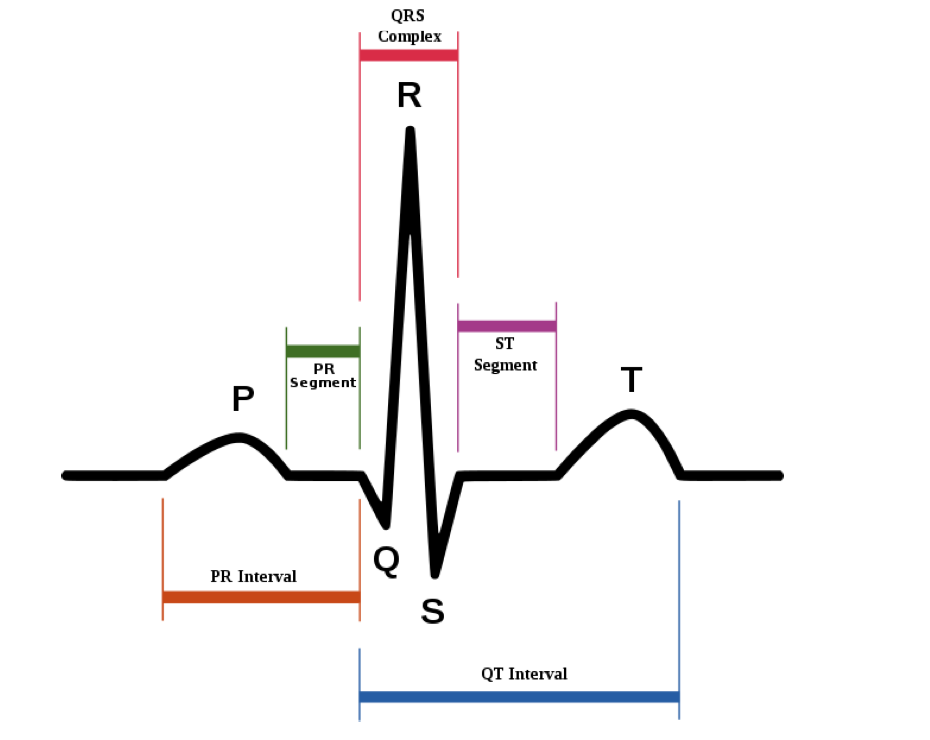 QRS
Complex
R
ST
Segment
PR
Segment
P
T
Q
PR Interval
S
QT Interval